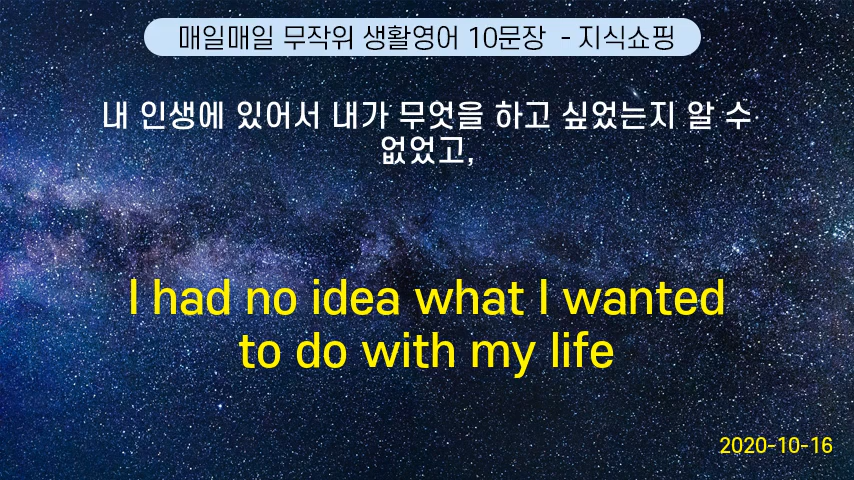 매일매일 무작위 생활영어 10문장 - 지식쇼핑
내 인생에 있어서 내가 무엇을 하고 싶었는지 알 수
없었고,
I had no idea what I wanted
to do with my life
2020-10-16